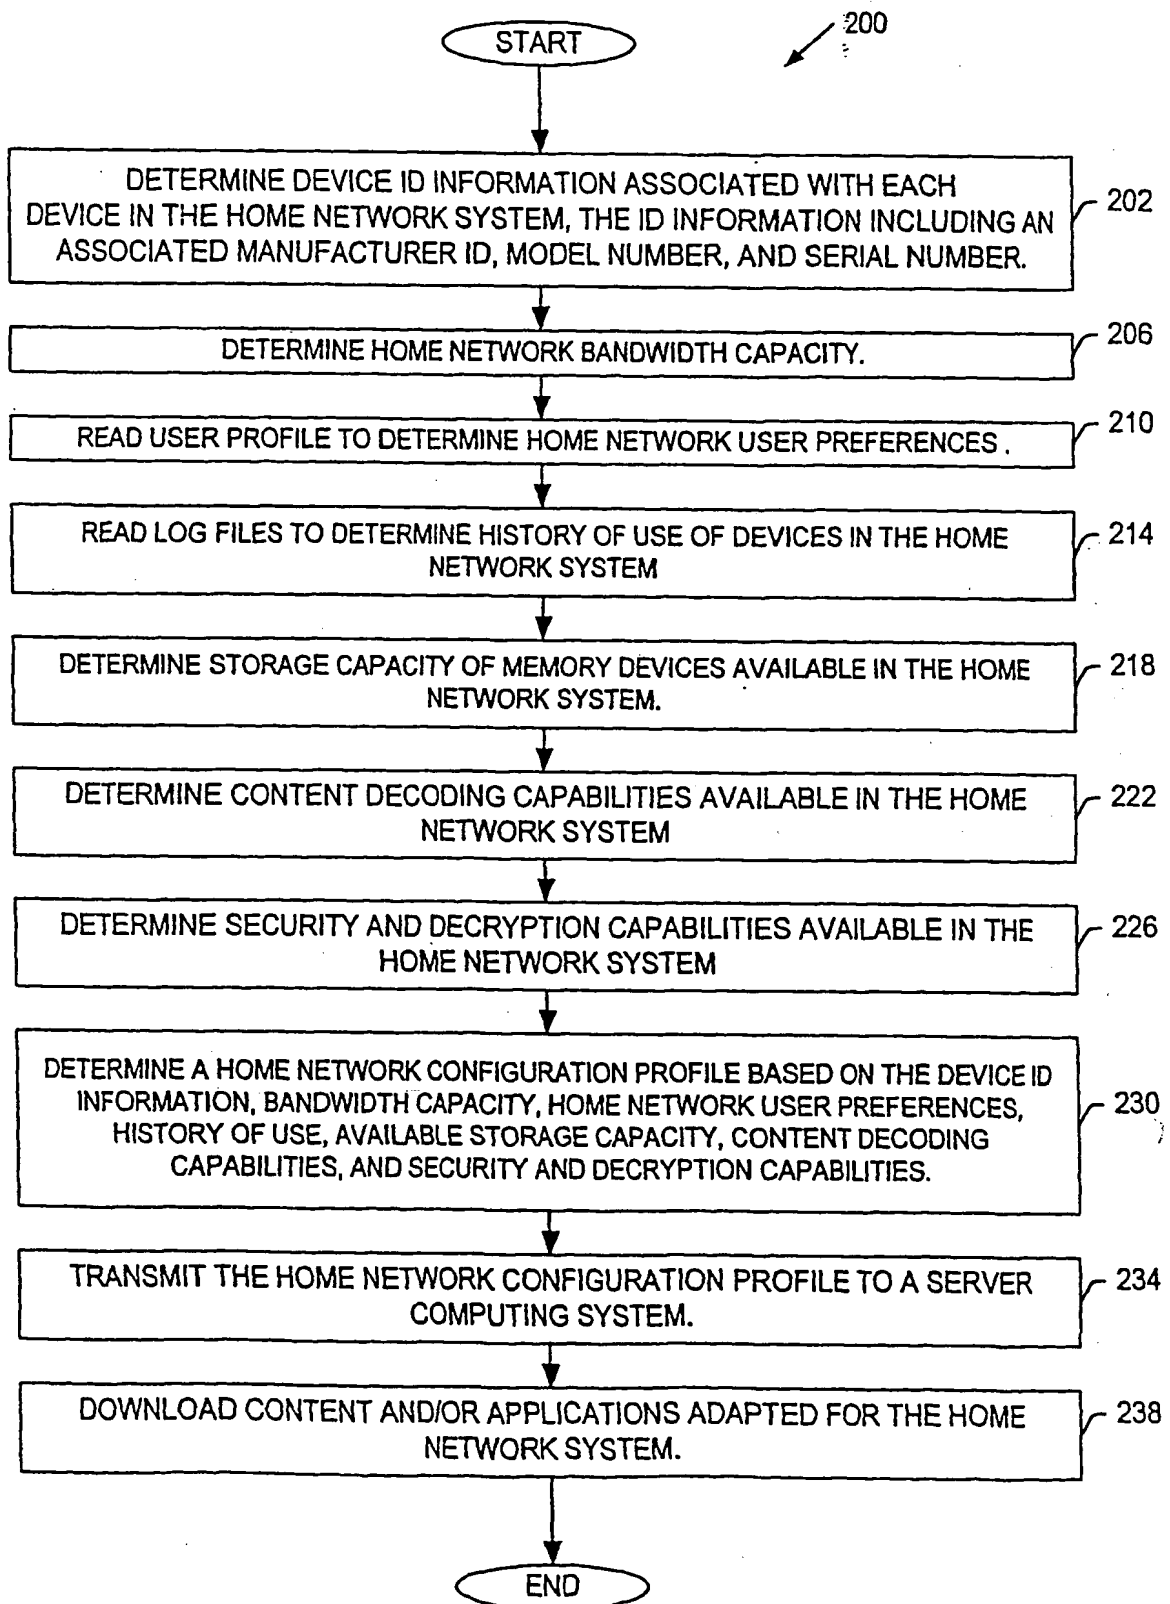 START
200
DETERMINE DEVICE ID INFORMATION ASSOCIATED WITH EACH
DEVICE IN THE HOME NETWORK SYSTEM, THE ID INFORMATION INCLUDING AN
ASSOCIATED MANUFACTURER ID, MODEL NUMBER, AND SERIAL NUMBER.
202
DETERMINE HOME NETWORK BANDWIDTH CAPACITY.
206
READ USER PROFILE TO DETERMINE HOME NETWORK USER PREFERENCES .
210
READ LOG FILES TO DETERMINE HISTORY OF USE OF DEVICES IN THE HOME
NETWORK SYSTEM
214
DETERMINE STORAGE CAPACITY OF MEMORY DEVICES AVAILABLE IN THE HOME
NETWORK SYSTEM.
218
DETERMINE CONTENT DECODING CAPABILITIES AVAILABLE IN THE HOME
NETWORK SYSTEM
222
DETERMINE SECURITY AND DECRYPTION CAPABILITIES AVAILABLE IN THE
HOME NETWORK SYSTEM
226
DETERMINE A HOME NETWORK CONFIGURATION PROFILE BASED ON THE DEVICE ID
INFORMATION, BANDWIDTH CAPACITY, HOME NETWORK USER PREFERENCES,
HISTORY OF USE, AVAILABLE STORAGE CAPACITY, CONTENT DECODING
CAPABILITIES, AND SECURITY AND DECRYPTION CAPABILITIES.
230
TRANSMIT THE HOME NETWORK CONFIGURATION PROFILE TO A SERVER
COMPUTING SYSTEM.
234
DOWNLOAD CONTENT AND/OR APPLICATIONS ADAPTED FOR THE HOME
NETWORK SYSTEM.
238
END